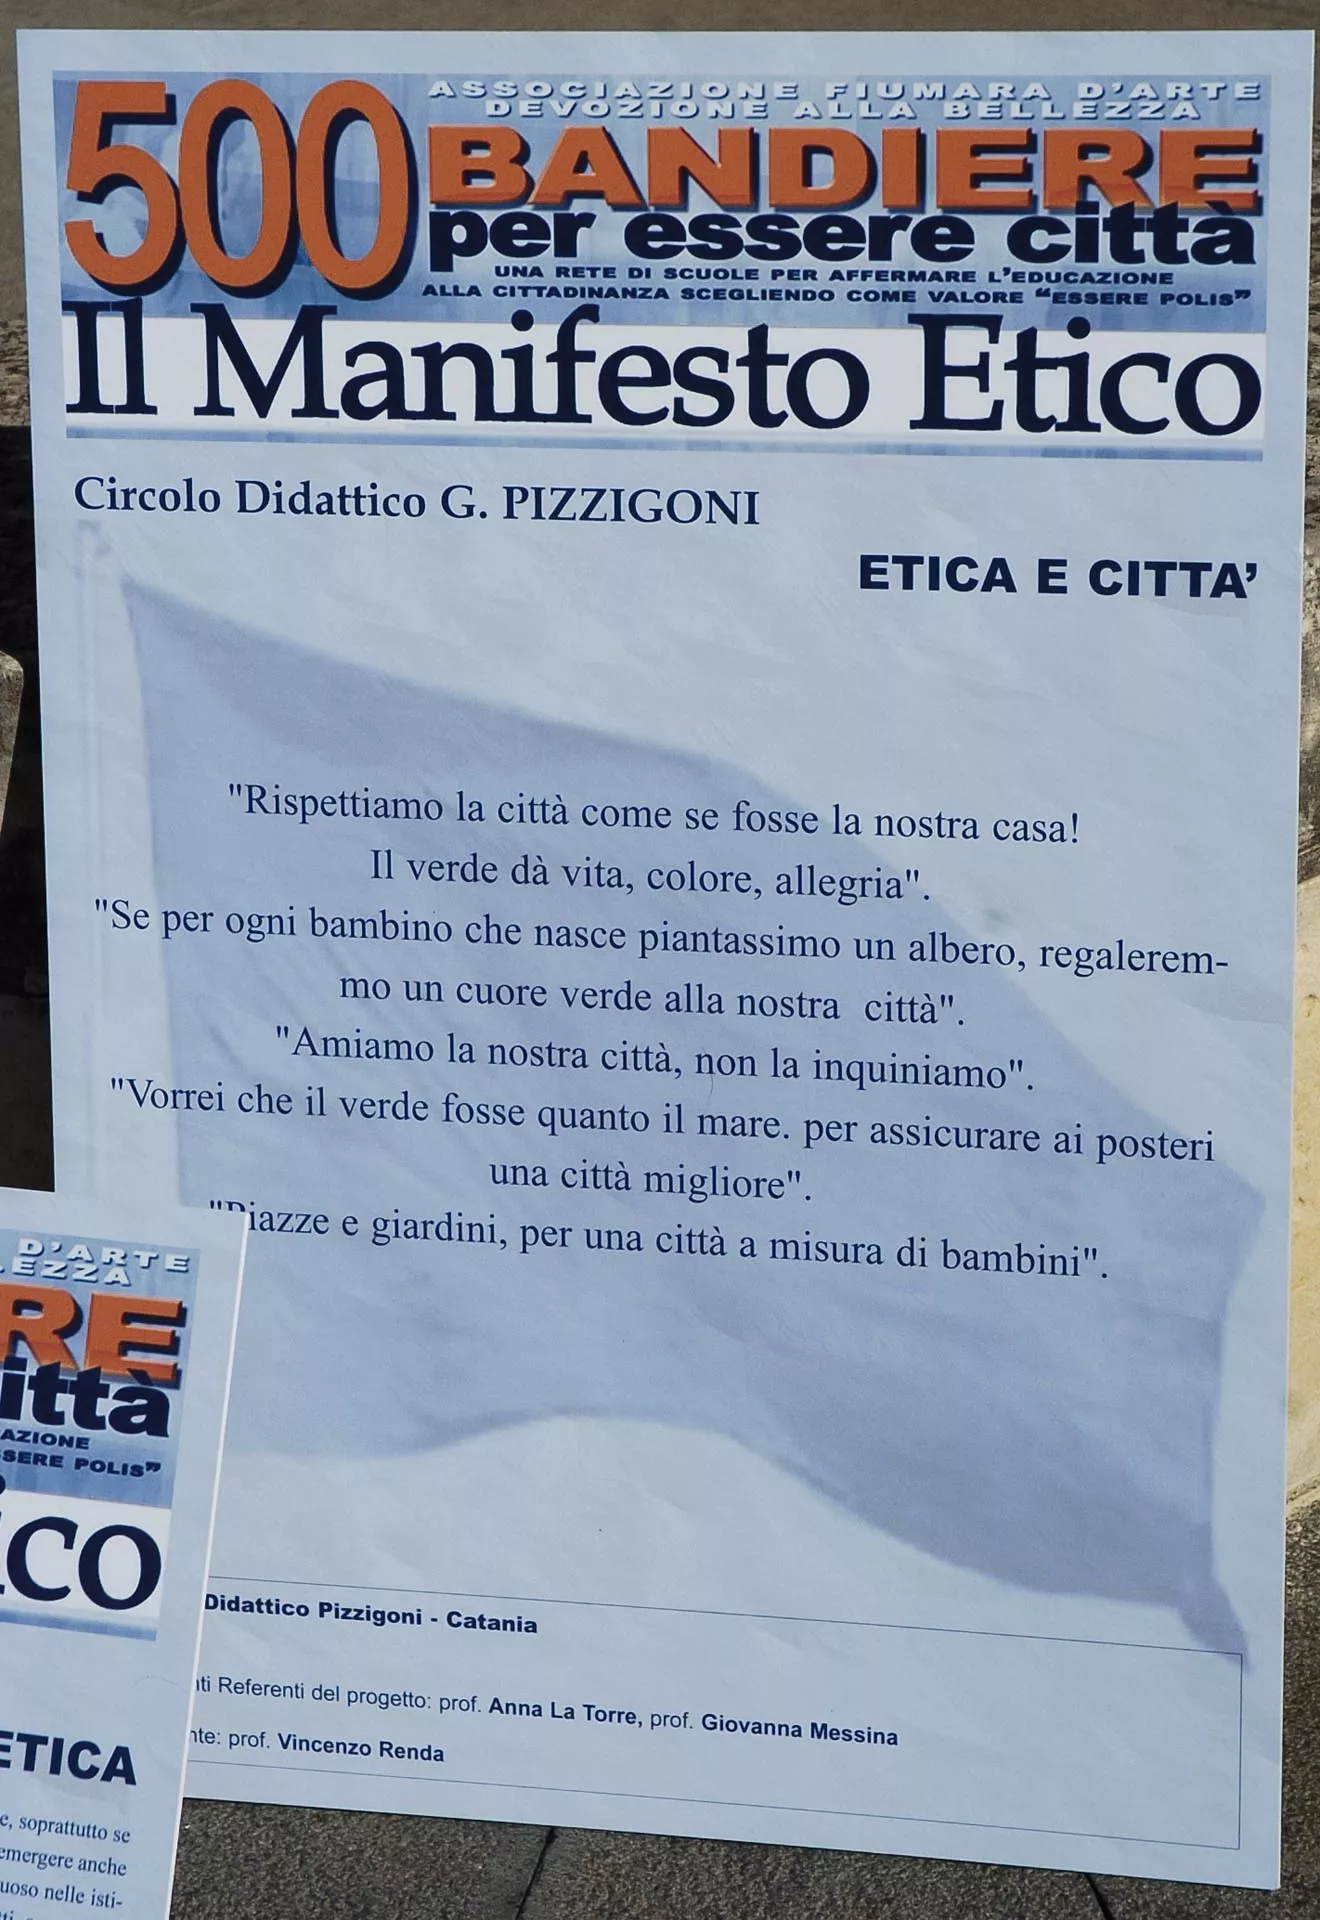 ASSOCIAZIONE FIUMARA D'ARTE
DEVOZIONE ALLA BELLEZZA
500 BANDIERE
per essere città
UNA RETE DI SCUOLE PER AFFERMARE L'EDUCAZIONE
ALLA CITTADINANZA SCEGLIENDO COME VALORE "ESSERE POLIS"
Il Manifesto Etico
Circolo Didattico G. PIZZIGONI
ETICA E CITTA'
"Rispettiamo la città come se fosse la nostra casa!
Il verde dà vita, colore, allegria".
"Se per ogni bambino che nasce piantassimo un albero, regalerem-
mo un cuore verde alla nostra città".
"Amiamo la nostra città, non la inquiniamo".
"Vorrei che il verde fosse quanto il mare. per assicurare ai posteri
una città migliore".
"Piazze e giardini, per una città a misura di bambini".
Didattico Pizzigoni - Catania
nti Referenti del progetto: prof. Anna La Torre, prof. Giovanna Messina
nte: prof. Vincenzo Renda
D'ARTE
LEZZA
RE
ittà
AZIONE
SERE POLIS"
ico
ETICA
e, soprattutto se
emergere anche
uoso nelle isti-